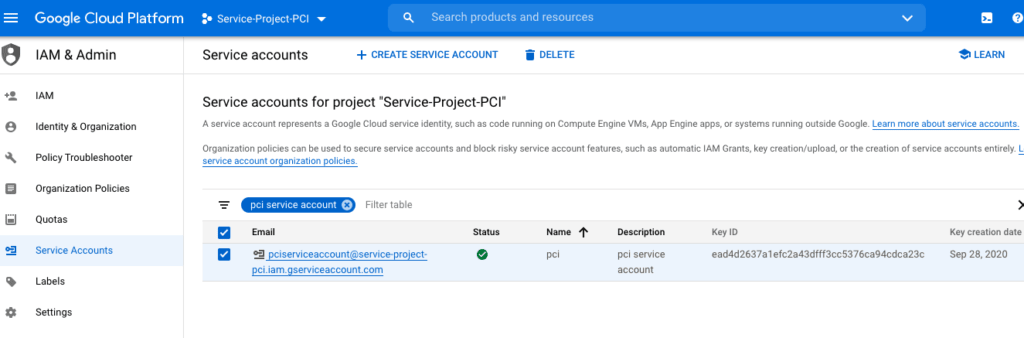 Google Cloud Platform
Service-Project-PCI
Search products and resources
IAM & Admin
Service accounts
CREATE SERVICE ACCOUNT
DELETE
LEARN
IAM
Identity & Organization
Policy Troubleshooter
Organization Policies
Quotas
Service Accounts
Labels
Settings
Service accounts for project "Service-Project-PCI"
A service account represents a Google Cloud service identity, such as code running on Compute Engine VMs, App Engine apps, or systems running outside Google. Learn more about service accounts.
Organization policies can be used to secure service accounts and block risky service account features, such as automatic IAM Grants, key creation/upload, or the creation of service accounts entirely. L
service account organization policies.
pci service account
Filter table
Email Status Name Description Key ID Key creation date
pciserviceaccount@service-project- pci pci service ead4d2637a1efc2a43dfff3cc5376ca94cdca23c Sep 28, 2020
pci.iam.gserviceaccount.com account